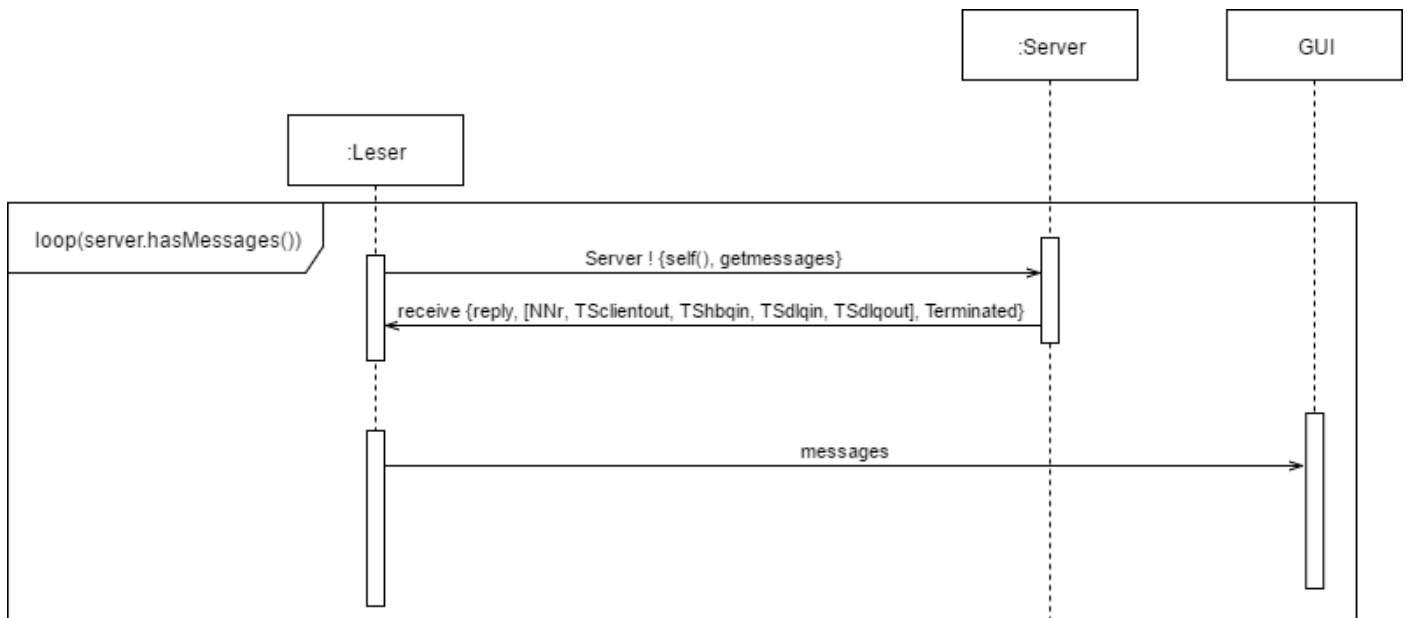 :Server
GUI
:Leser
loop(server.hasMessages())
Server ! {self(), getmessages}
receive {reply, [NNr, TSclientout, TShbqin, TSdlqin, TSdlqout], Terminated}
messages